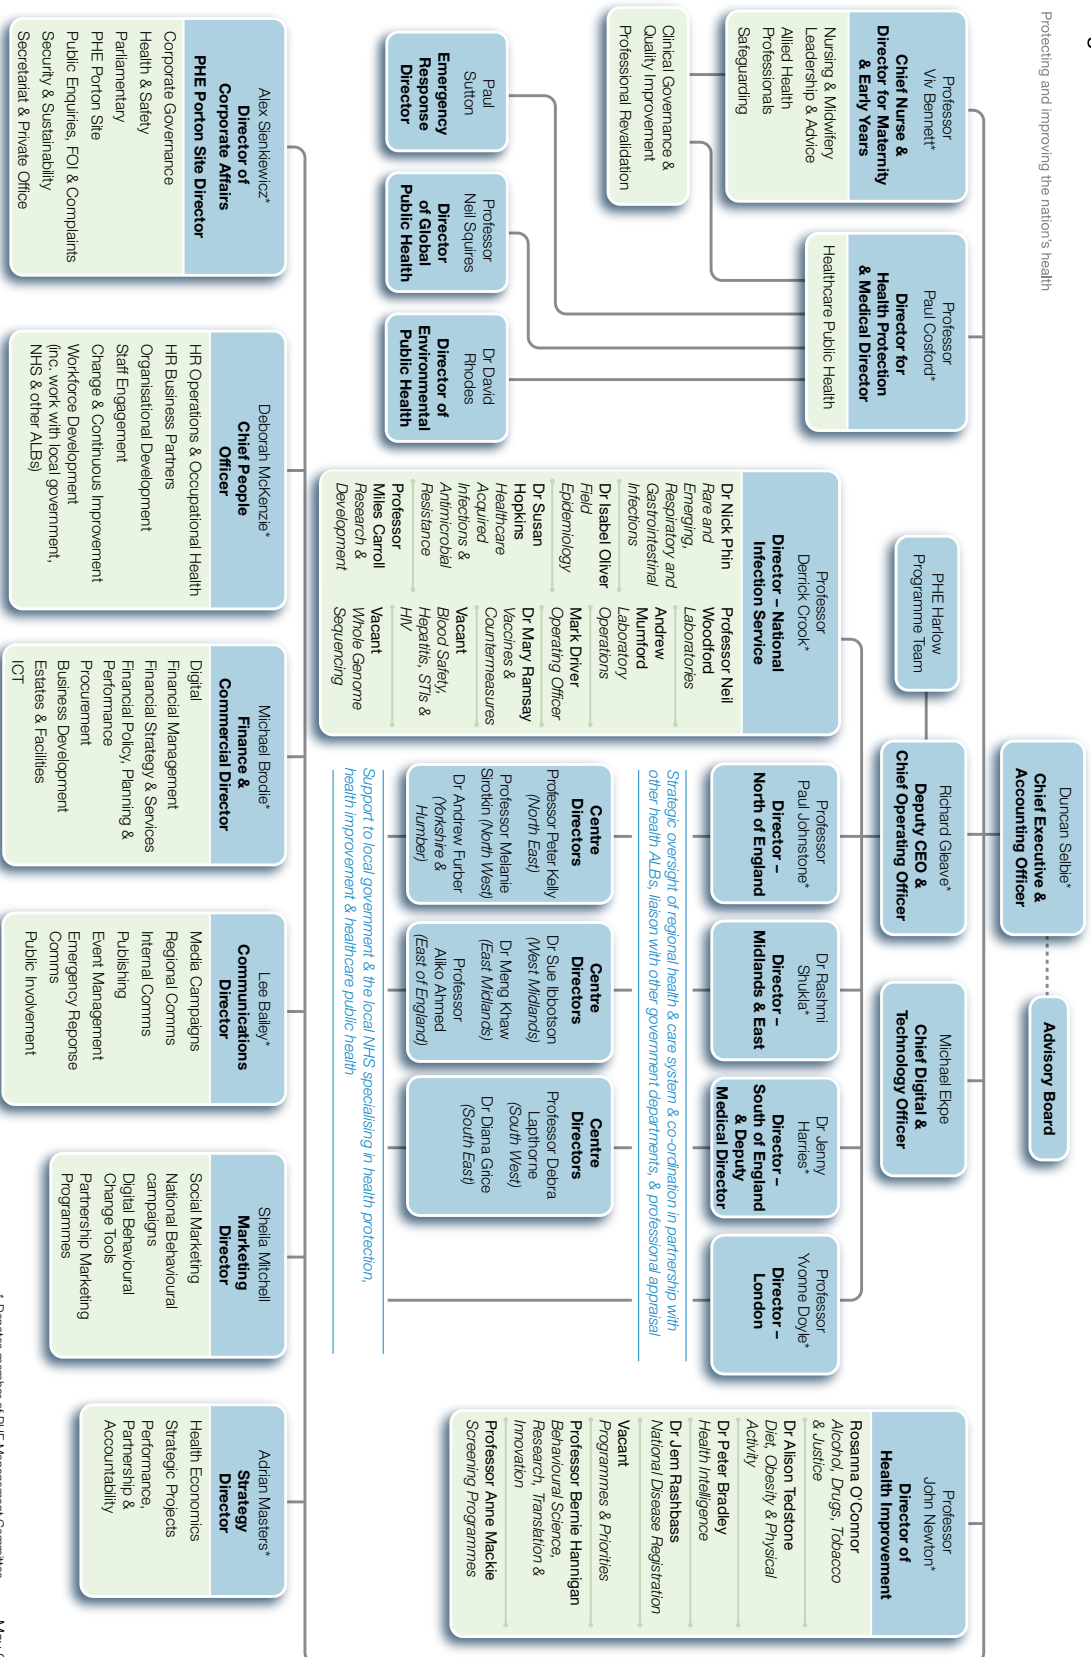 Protecting and improving the nation's health
Duncan Selbie*
Chief Executive &
Accounting Officer
Advisory Board
PHE Harlow
Programme Team
Richard Gleave*
Deputy CEO &
Chief Operating Officer
Michael Ekpe
Chief Digital &
Technology Officer
Professor
Viv Bennett*
Chief Nurse &
Director for Maternity
& Early Years
Nursing & Midwifery
Leadership & Advice
Allied Health
Professionals
Safeguarding
Clinical Governance &
Quality Improvement
Professional Revalidation
Professor
Paul Cosford*
Director for
Health Protection
& Medical Director
Healthcare Public Health
Paul
Sutton
Emergency
Response
Director
Professor
Neil Squires
Director
of Global
Public Health
Dr David
Rhodes
Director of
Environmental
Public Health
Professor
Derrick Crook*
Director – National
Infection Service
Dr Nick Phin
Rare and
Emerging,
Respiratory and
Gastrointestinal
Infections
Dr Isabel Oliver
Field
Epidemiology
Dr Susan
Hopkins
Healthcare
Acquired
Infections &
Antimicrobial
Resistance
Professor
Miles Carroll
Research &
Development
Professor Neil
Woodford
Laboratories
Andrew
Mumford
Laboratory
Operations
Mark Driver
Operating Officer
Dr Mary Ramsay
Vaccines &
Countermeasures
Vacant
Blood Safety,
Hepatitis, STIs &
HIV
Vacant
Whole Genome
Sequencing
Professor
Paul Johnstone*
Director –
North of England
Dr Rashmi
Shukla*
Director –
Midlands & East
Dr Jenny
Harries*
Director –
South of England
& Deputy
Medical Director
Professor
Yvonne Doyle*
Director –
London
Strategic oversight of regional health & care system & co-ordination in partnership with
other health ALBs, liaison with other government departments, & professional appraisal
Centre
Directors
Professor Peter Kelly
(North East)
Professor Melanie
Sirotkin (North West)
Dr Andrew Furber
(Yorkshire &
Humber)
Centre
Directors
Dr Sue Ibbotson
(West Midlands)
Dr Meng Khaw
(East Midlands)
Professor
Aliko Ahmed
(East of England)
Centre
Directors
Professor Debra
Lapthorne
(South West)
Dr Diana Grice
(South East)
Support to local government & the local NHS specialising in health protection,
health improvement & healthcare public health
Professor
John Newton*
Director of
Health Improvement
Rosanna O'Connor
Alcohol, Drugs, Tobacco
& Justice
Dr Alison Tedstone
Diet, Obesity & Physical
Activity
Dr Peter Bradley
Health Intelligence
Dr Jem Rashbass
National Disease Registration
Vacant
Programmes & Priorities
Professor Bernie Hannigan
Behavioural Science,
Research, Translation &
Innovation
Professor Anne Mackie
Screening Programmes
Alex Sienkiewicz*
Director of
Corporate Affairs
PHE Porton Site Director
Corporate Governance
Health & Safety
Parliamentary
PHE Porton Site
Public Enquiries, FOI & Complaints
Security & Sustainability
Secretariat & Private Office
Deborah McKenzie*
Chief People
Officer
HR Operations & Occupational Health
HR Business Partners
Organisational Development
Staff Engagement
Change & Continuous Improvement
Workforce Development
(inc. work with local government,
NHS & other ALBs)
Michael Brodie*
Finance &
Commercial Director
Digital
Financial Management
Financial Strategy & Services
Financial Policy, Planning &
Performance
Procurement
Business Development
Estates & Facilities
ICT
Lee Bailey*
Communications
Director
Media Campaigns
Regional Comms
Internal Comms
Publishing
Event Management
Emergency Reponse
Comms
Public Involvement
Sheila Mitchell
Marketing
Director
Social Marketing
National Behavioural
campaigns
Digital Behavioural
Change Tools
Partnership Marketing
Programmes
Adrian Masters*
Strategy
Director
Health Economics
Strategic Projects
Performance,
Partnership &
Accountability